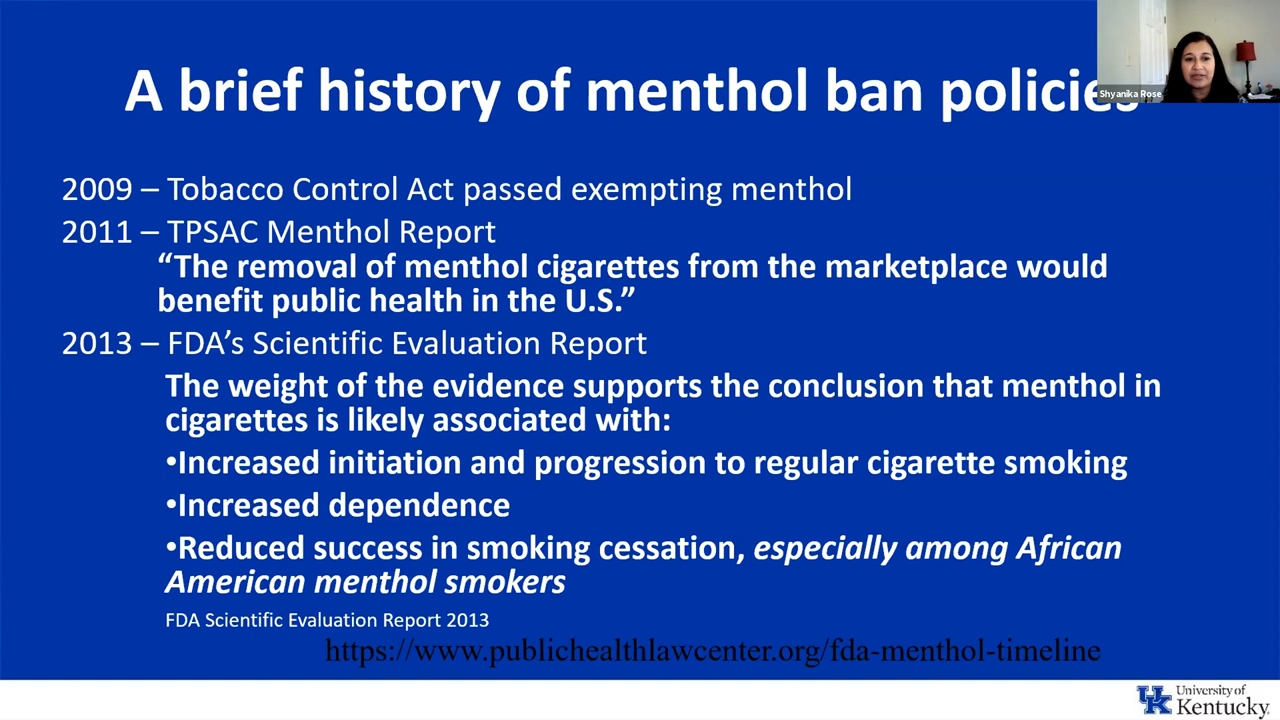 A brief history of menthol ban policies
Shyanika Rose
2009 – Tobacco Control Act passed exempting menthol
2011 – TPSAC Menthol Report
“The removal of menthol cigarettes from the marketplace would
benefit public health in the U.S.”
2013 – FDA’s Scientific Evaluation Report
The weight of the evidence supports the conclusion that menthol in
cigarettes is likely associated with:
•Increased initiation and progression to regular cigarette smoking
•Increased dependence
•Reduced success in smoking cessation, especially among African
American menthol smokers
FDA Scientific Evaluation Report 2013
https://www.publichealthlawcenter.org/fda-menthol-timeline
UK
University of
Kentucky.